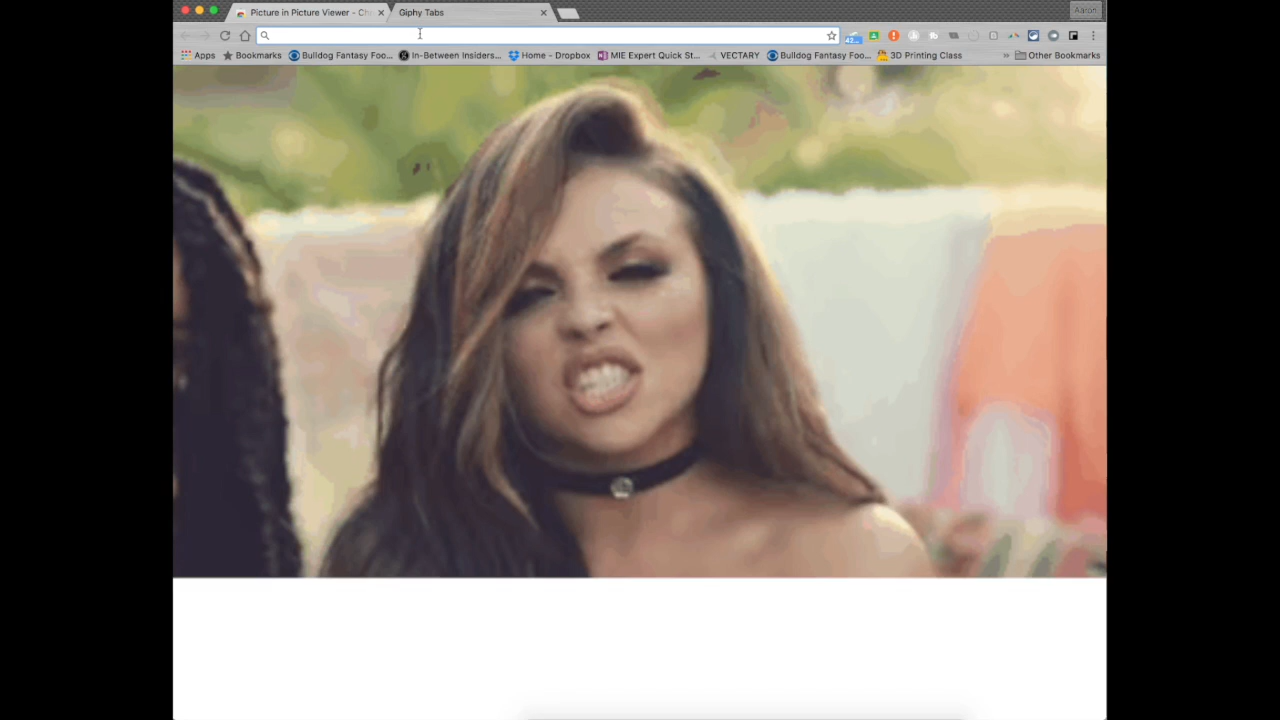 Picture in Picture Viewer - Ch
Giphy Tabs
Aaron
Apps Bookmarks Bulldog Fantasy Foo... In-Between Insiders... Home - Dropbox MIE Expert Quick St... VECTARY Bulldog Fantasy Foo... 3D Printing Class » Other Bookmarks